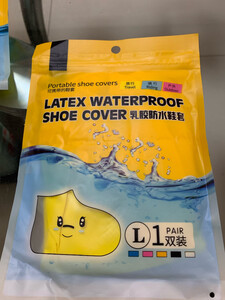 Portable shoe covers
LATEX WATERPROOF
SHOE COVER 乳胶防水鞋套
L 1 PAIR
双装